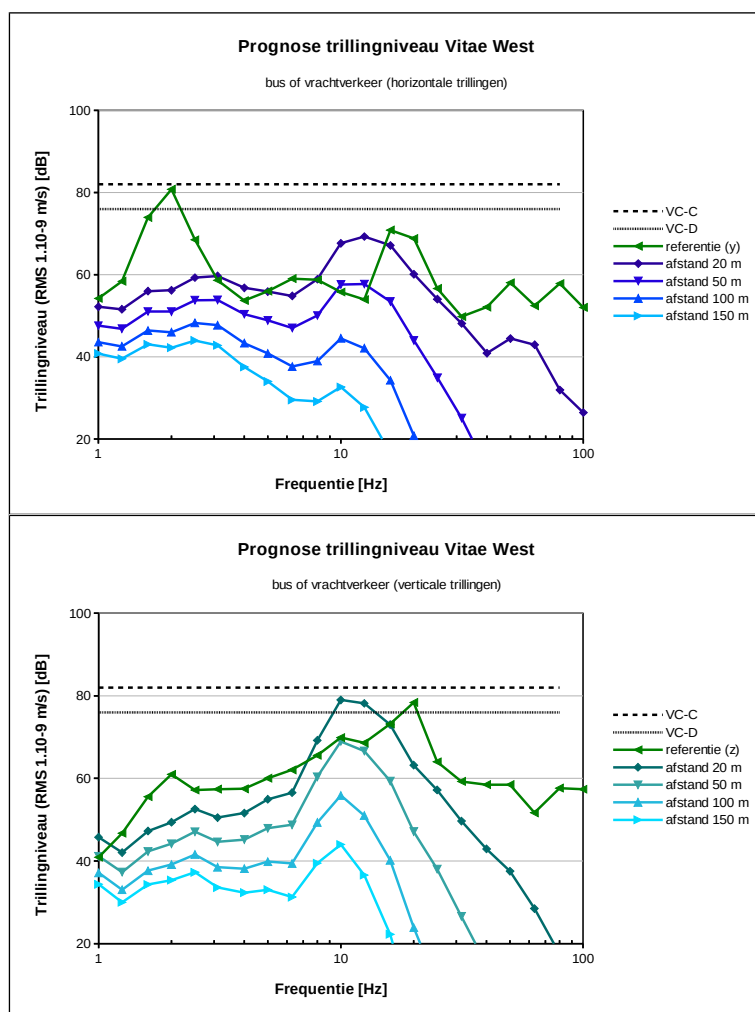 Prognose trillingniveau Vitae West
bus of vrachtverkeer (horizontale trillingen)
Trillingniveau (RMS 1.10-9 m/s) [dB]
100
80
60
40
20
1
10
100
Frequentie [Hz]
VC-C
VC-D
referentie (y)
afstand 20 m
afstand 50 m
afstand 100 m
afstand 150 m
Prognose trillingniveau Vitae West
bus of vrachtverkeer (verticale trillingen)
Trillingniveau (RMS 1.10-9 m/s) [dB]
100
80
60
40
20
1
10
100
Frequentie [Hz]
VC-C
VC-D
referentie (z)
afstand 20 m
afstand 50 m
afstand 100 m
afstand 150 m